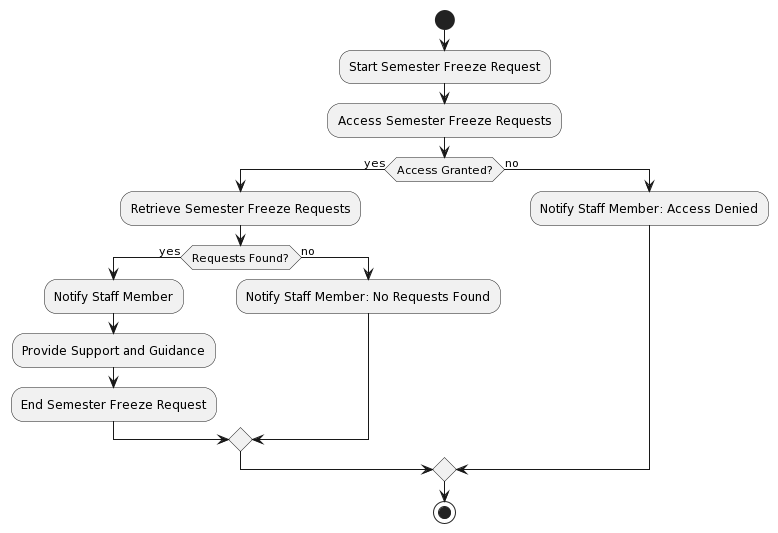 Start Semester Freeze Request
Access Semester Freeze Requests
yes
Access Granted?
no
Retrieve Semester Freeze Requests
Notify Staff Member: Access Denied
yes
Requests Found?
no
Notify Staff Member
Notify Staff Member: No Requests Found
Provide Support and Guidance
End Semester Freeze Request